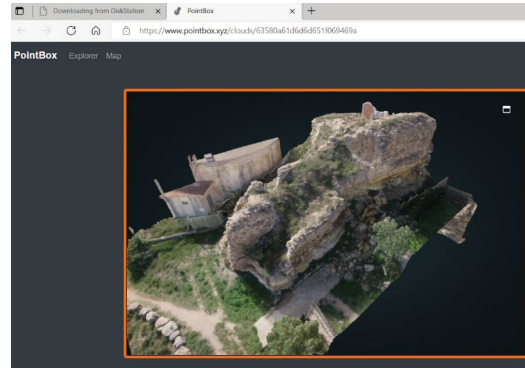 Downloading from DiskStation
PointBox
https://www.pointbox.xyz/clouds/63580a61d6d6d651f069469a
PointBox Explorer Map